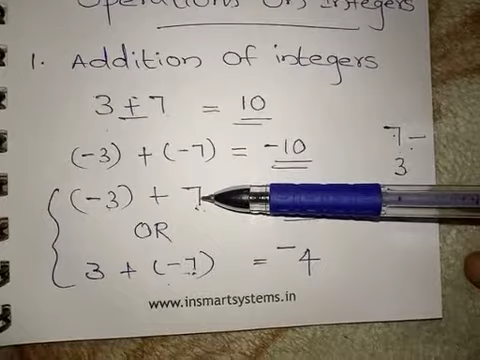 Operations On Integers
1. Addition of integers
3 + 7 = 10
(-3) + (-7) = -10
7 -
3
(-3) + 7
OR
3 + (-7) = -4
www.insmartsystems.in